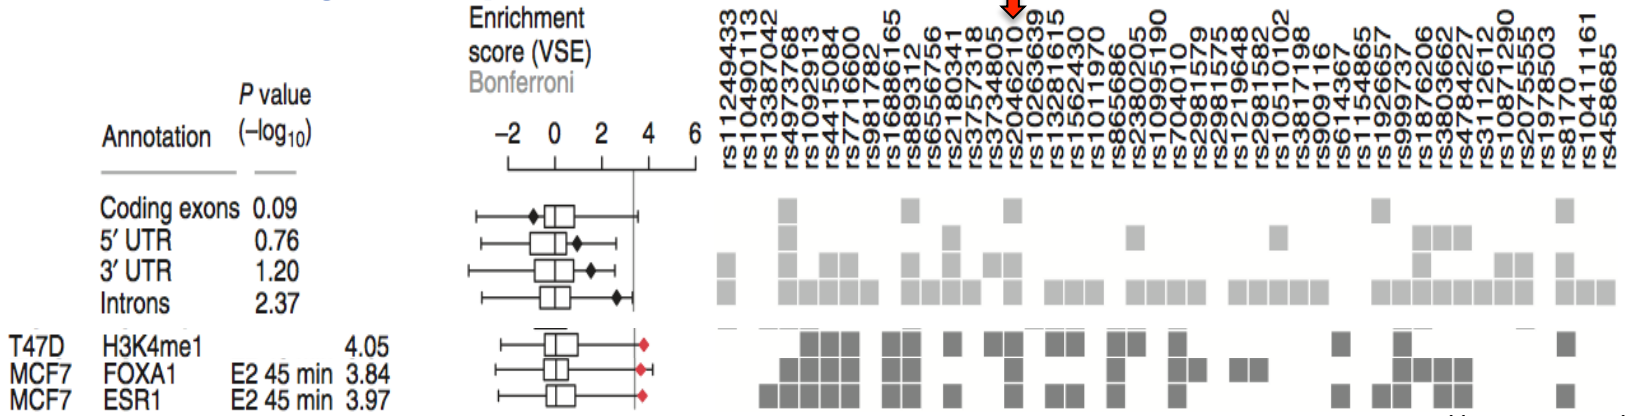 Enrichment
score (VSE)
Bonferroni
P value
(–log10)
Annotation
−2 0 2 4 6
rs11249433
rs10490113
rs13387042
rs4973768
rs1092913
rs4415084
rs7716600
rs981782
rs16886165
rs889312
rs6556756
rs2180341
rs3757318
rs3734805
rs2046210
rs10263639
rs13281615
rs1562430
rs1011970
rs865686
rs2380205
rs10995190
rs704010
rs2981579
rs2981575
rs1219648
rs2981582
rs10510102
rs3817198
rs909116
rs614367
rs1154865
rs1926657
rs999737
rs1876206
rs3803662
rs4784227
rs3112612
rs10871290
rs2075555
rs1978503
rs8170
rs10411161
rs458685
Coding exons 0.09
5′ UTR 0.76
3′ UTR 1.20
Introns 2.37
T47D H3K4me1 4.05
MCF7 FOXA1 E2 45 min 3.84
MCF7 ESR1 E2 45 min 3.97